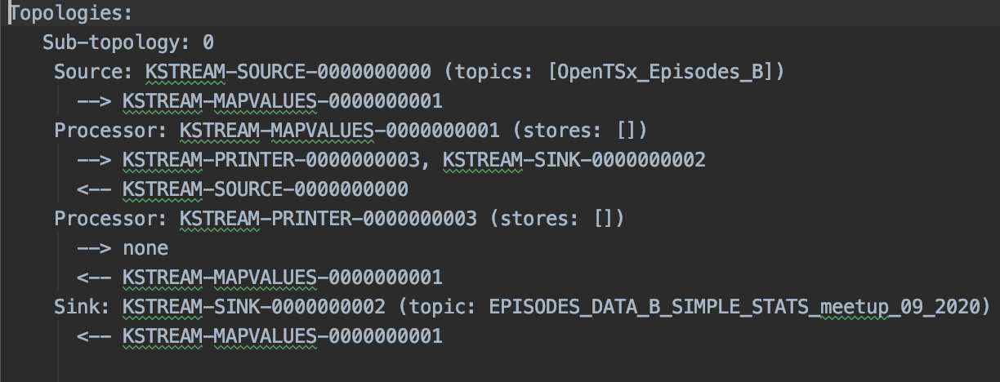 Topologies:
Sub-topology: 0
Source: KSTREAM-SOURCE-0000000000 (topics: [OpenTSx_Episodes_B])
--> KSTREAM-MAPVALUES-0000000001
Processor: KSTREAM-MAPVALUES-0000000001 (stores: [])
--> KSTREAM-PRINTER-0000000003, KSTREAM-SINK-0000000002
<-- KSTREAM-SOURCE-0000000000
Processor: KSTREAM-PRINTER-0000000003 (stores: [])
--> none
<-- KSTREAM-MAPVALUES-0000000001
Sink: KSTREAM-SINK-0000000002 (topic: EPISODES_DATA_B_SIMPLE_STATS_meetup_09_2020)
<-- KSTREAM-MAPVALUES-0000000001